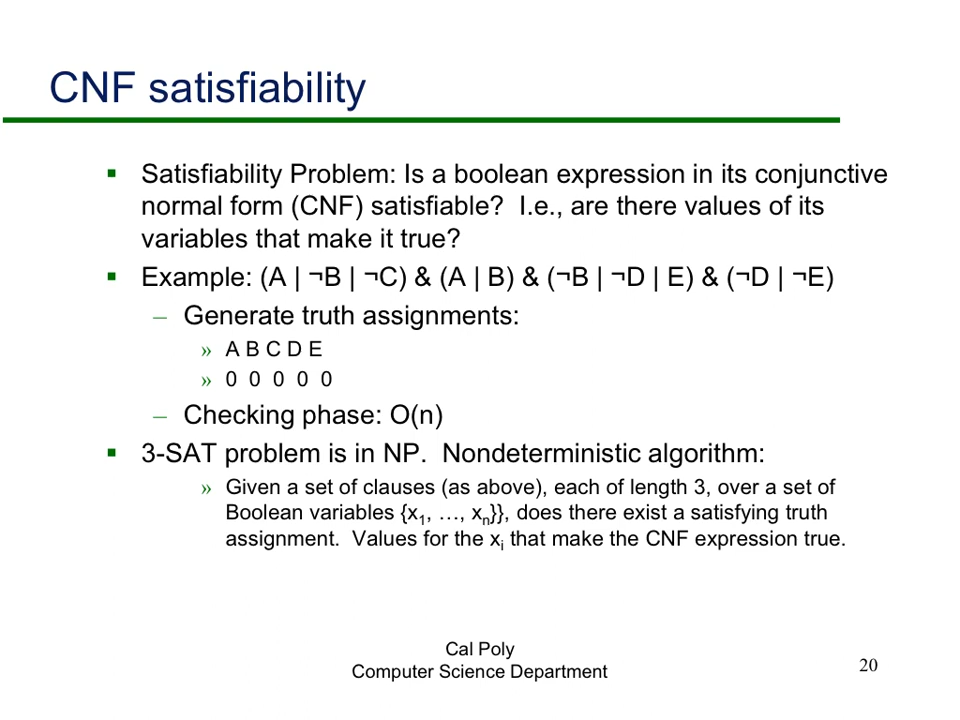 CNF satisfiability
▪ Satisfiability Problem: Is a boolean expression in its conjunctive
normal form (CNF) satisfiable?  I.e., are there values of its
variables that make it true?
▪ Example: (A | ¬B | ¬C) & (A | B) & (¬B | ¬D | E) & (¬D | ¬E)
– Generate truth assignments:
» A B C D E
» 0 0 0 0 0
– Checking phase: O(n)
▪ 3-SAT problem is in NP.  Nondeterministic algorithm:
» Given a set of clauses (as above), each of length 3, over a set of
Boolean variables {x₁, …, xₙ}}, does there exist a satisfying truth
assignment.  Values for the xᵢ that make the CNF expression true.
Cal Poly
Computer Science Department
20